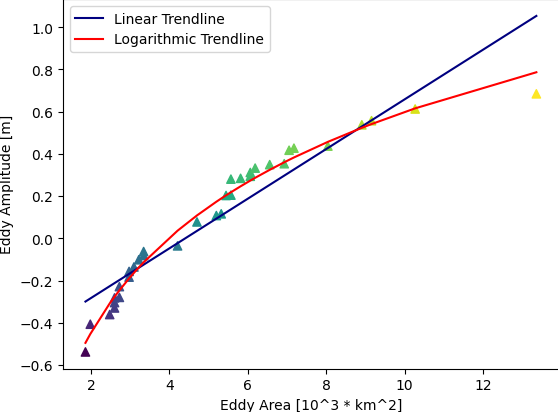 Linear Trendline
Logarithmic Trendline
1.0
0.8
0.6
0.4
0.2
0.0
−0.2
−0.4
−0.6
Eddy Amplitude [m]
2 4 6 8 10 12
Eddy Area [10^3 * km^2]